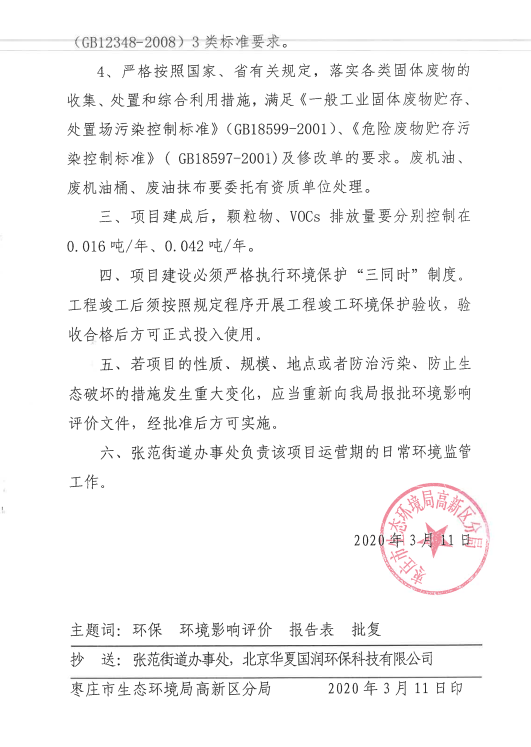 （GB12348-2008）3 类标准要求。
4、严格按照国家、省有关规定，落实各类固体废物的
收集、处置和综合利用措施，满足《一般工业固体废物贮存、
处置场污染控制标准》（GB18599-2001）、《危险废物贮存污
染控制标准》( GB18597-2001)及修改单的要求。废机油、
废机油桶、废油抹布要委托有资质单位处理。
三、项目建成后，颗粒物、VOCs 排放量要分别控制在
0.016 吨/年、0.042 吨/年。
四、项目建设必须严格执行环境保护“三同时”制度。
工程竣工后须按照规定程序开展工程竣工环境保护验收，验
收合格后方可正式投入使用。
五、若项目的性质、规模、地点或者防治污染、防止生
态破坏的措施发生重大变化，应当重新向我局报批环境影响
评价文件，经批准后方可实施。
六、张范街道办事处负责该项目运营期的日常环境监管
工作。
枣庄市生态环境局高新区分局
2020 年 3 月 11 日
主题词：环保 环境影响评价 报告表 批复
抄 送：张范街道办事处，北京华夏国润环保科技有限公司
枣庄市生态环境局高新区分局 2020 年 3 月 11 日印